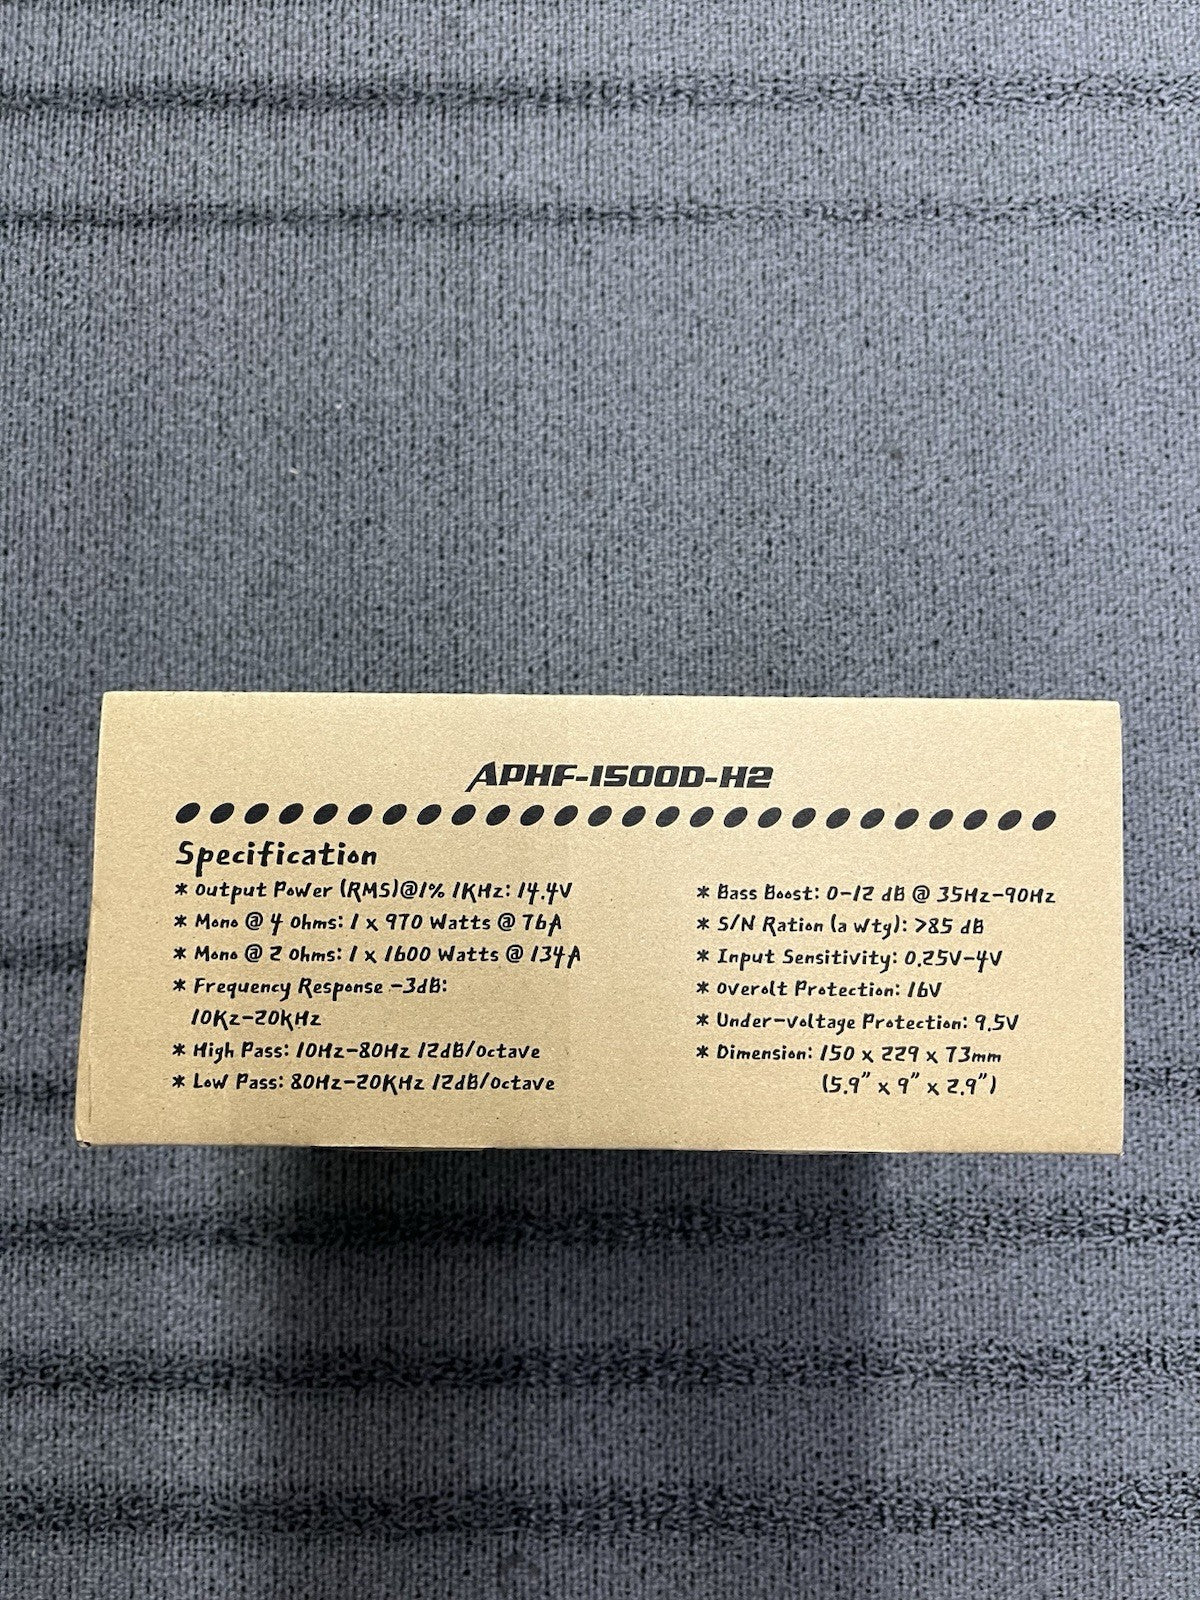 APHF-1500D-H2
Specification
* Output Power (RMS)@1% 1KHz: 14.4V
* Mono @ 4 Ohms: 1 x 970 Watts @ 76A
* Mono @ 2 Ohms: 1 x 1600 Watts @ 134A
* Frequency Response -3dB:
10Kz-20KHz
* High Pass: 10Hz-80Hz 12dB/Octave
* Low Pass: 80Hz-20KHz 12dB/Octave
* Bass Boost: 0-12 dB @ 35Hz-90Hz
* S/N Ration (a wty): >85 dB
* Input Sensitivity: 0.25V-4V
* Overolt Protection: 16V
* Under-voltage Protection: 9.5V
* Dimension: 150 x 229 x 73mm
(5.9" x 9" x 2.9")